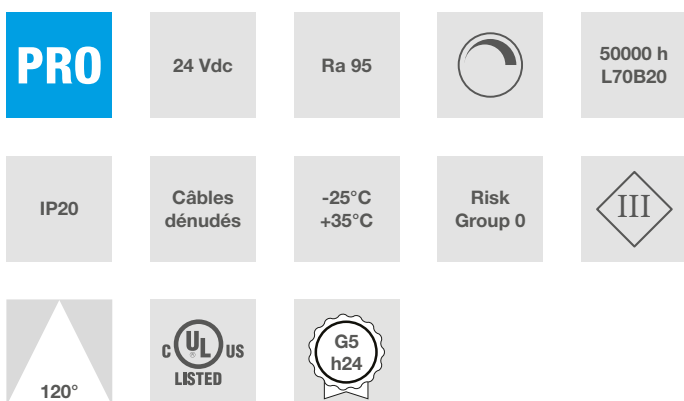 PRO
24 Vdc
Ra 95
50000 h
L70B20
IP20
Câbles
dénudés
-25°C
+35°C
Risk
Group 0
III
120°
C UL US
®
LISTED
G5
h24